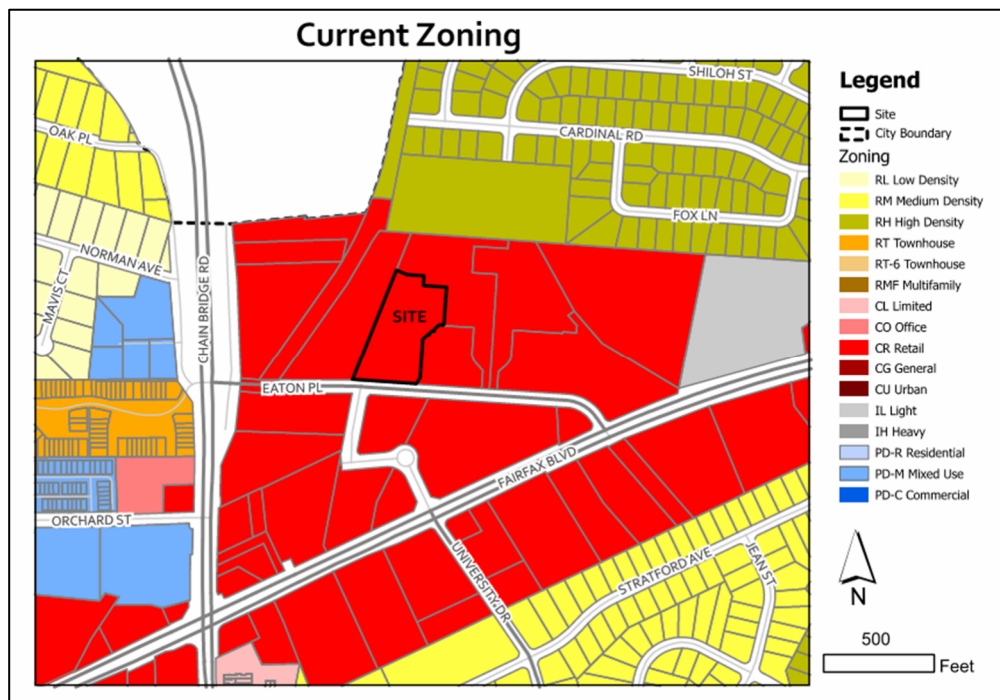 Current Zoning
SHILOH ST
OAK PL
CARDINAL RD
FOX LN
NORMAN AVE
MAVIS CT
CHAIN BRIDGE RD
SITE
EATON PL
FAIRFAX BLVD
ORCHARD ST
UNIVERSITY DR
STRATFORD AVE
JEAN ST
Legend
Site
City Boundary
Zoning
RL Low Density
RM Medium Density
RH High Density
RT Townhouse
RT-6 Townhouse
RMF Multifamily
CL Limited
CO Office
CR Retail
CG General
CU Urban
IL Light
IH Heavy
PD-R Residential
PD-M Mixed Use
PD-C Commercial
N
500
Feet